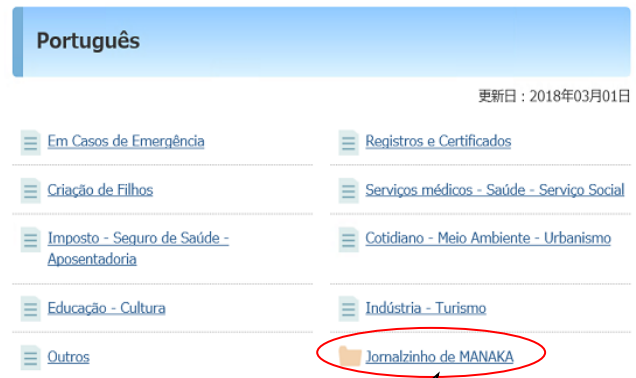 Português
更新日：2018年03月01日
Em Casos de Emergência
Registros e Certificados
Criação de Filhos
Serviços médicos - Saúde - Serviço Social
Imposto - Seguro de Saúde -
Aposentadoria
Cotidiano - Meio Ambiente - Urbanismo
Educação - Cultura
Indústria - Turismo
Outros
Jornalzinho de MANAKA